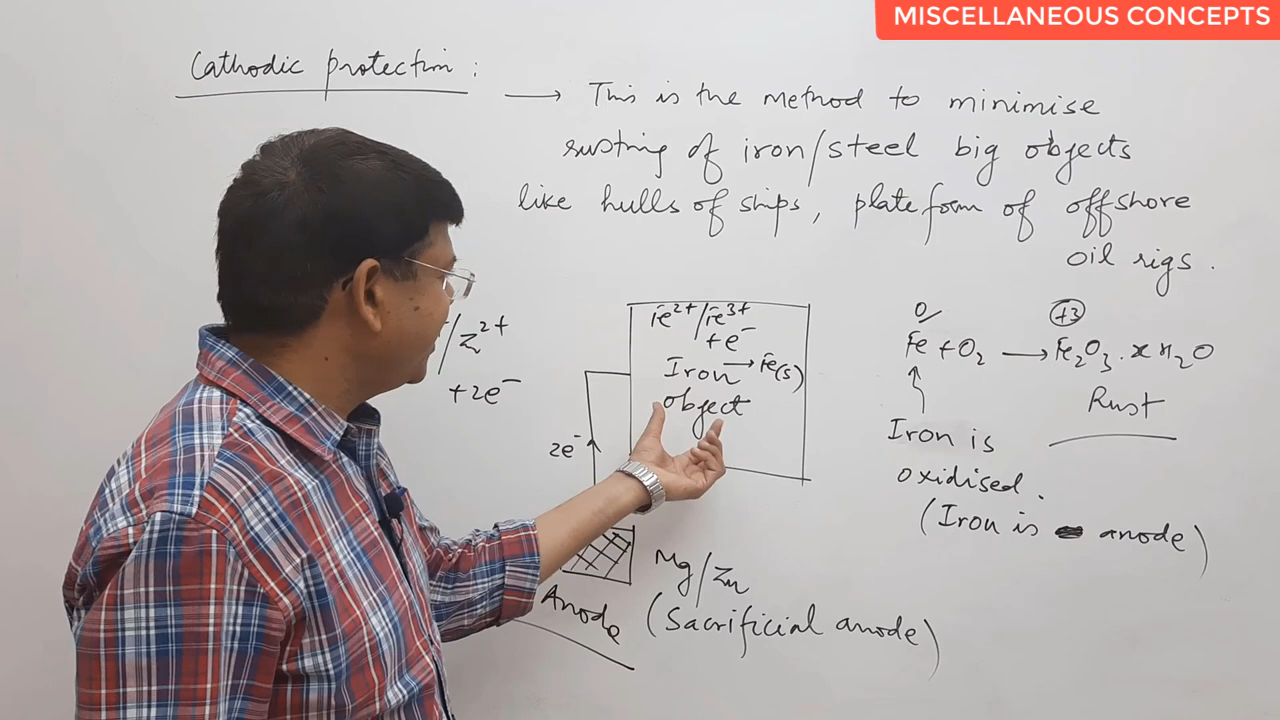 MISCELLANEOUS CONCEPTS
Cathodic protection :
→ This is the method to minimise
rusting of iron/steel big objects
like hulls of ships, plateform of offshore
oil rigs.
/Zn²⁺
+2e⁻
2e⁻
Fe²⁺/Fe³⁺
+e⁻
Iron → Fe(s)
object
0/ +3
Fe + O₂ → Fe₂O₃.xH₂O
Rust
Iron is
oxidised.
(Iron is anode)
Mg/Zn
Anode (Sacrificial anode)